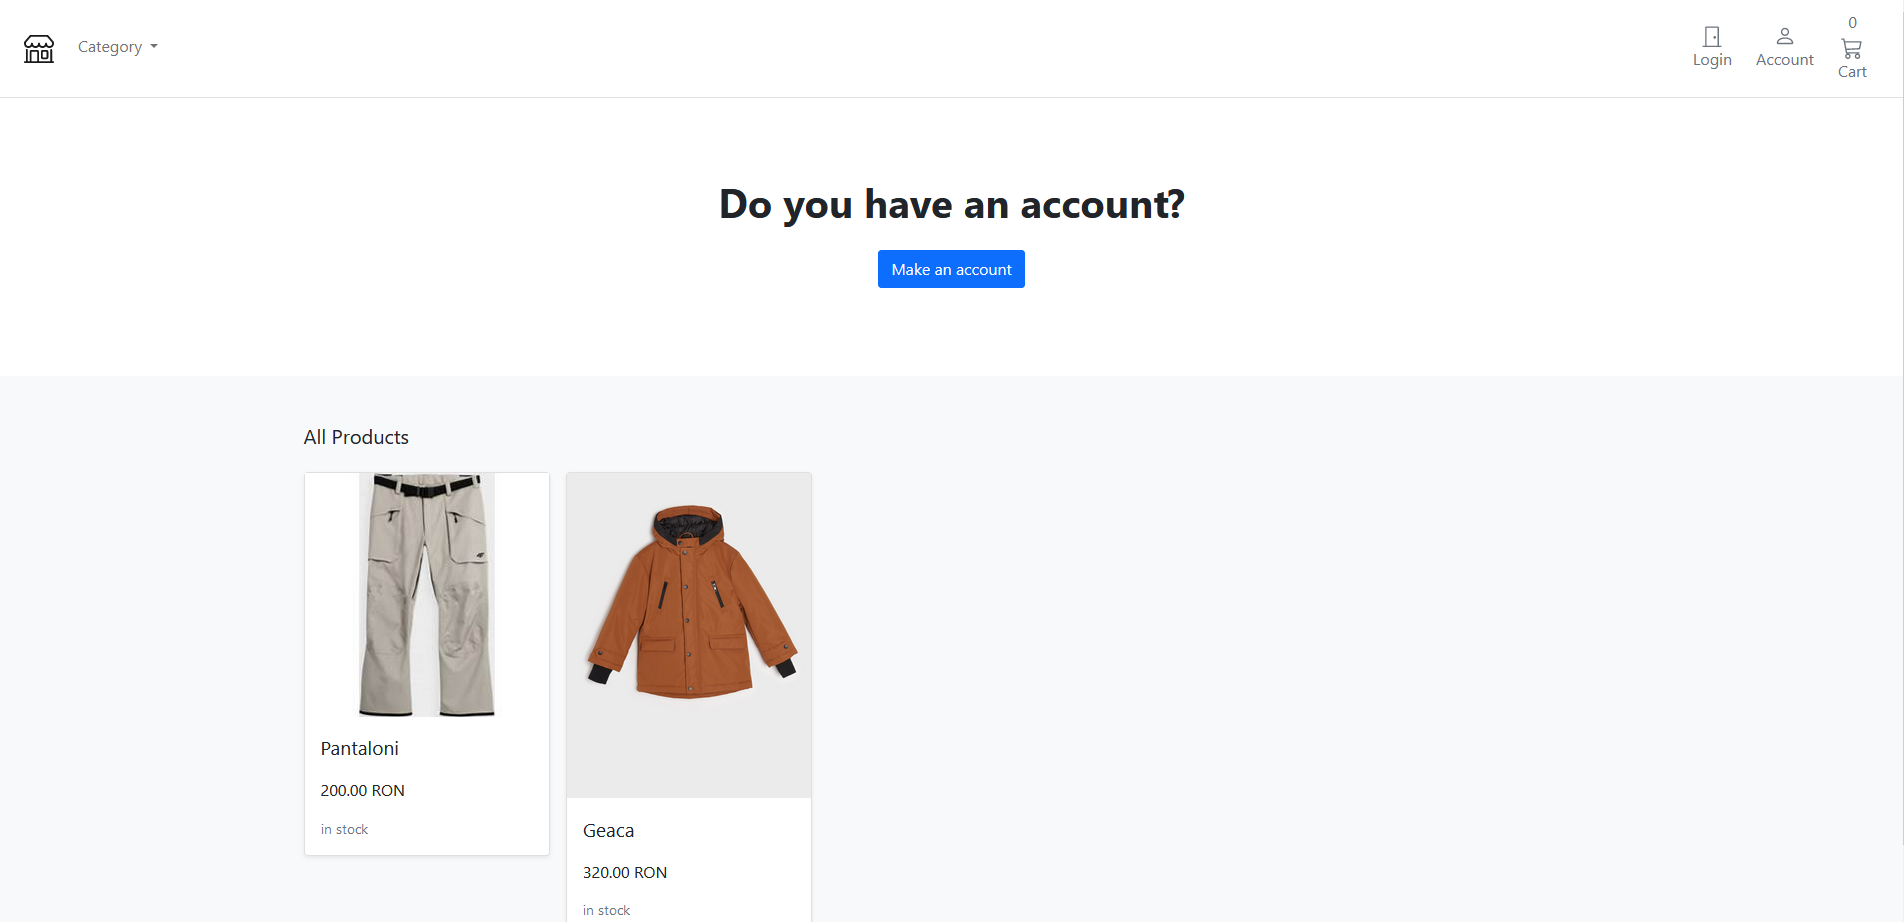 Category
0
Login
Account
Cart
Do you have an account?
Make an account
All Products
Pantaloni
200.00 RON
in stock
Geaca
320.00 RON
in stock